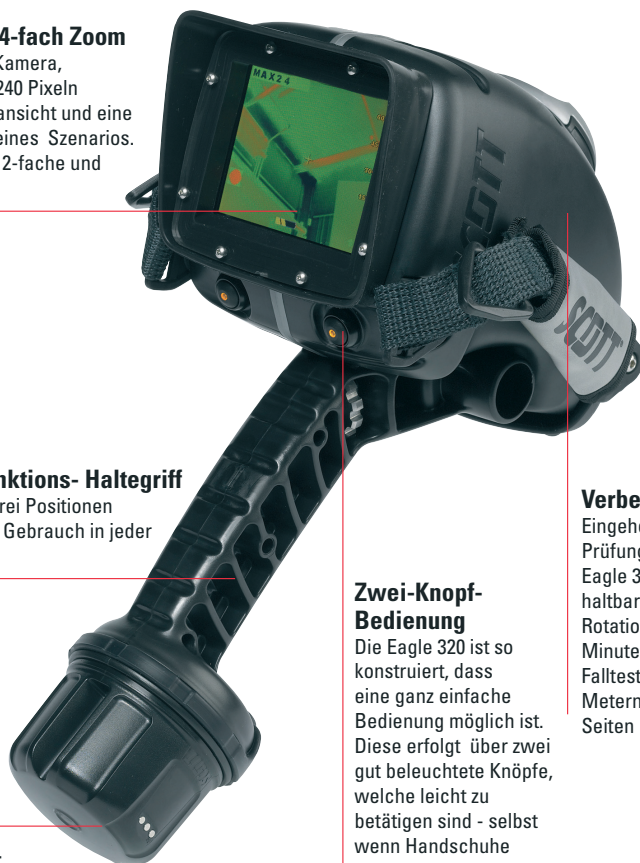 4-fach Zoom
Kamera,
240 Pixeln
ansicht und eine
eines Szenarios.
2-fache und
MAX24
SCOTT
SCOTT
nktions- Haltegriff
rei Positionen
Gebrauch in jeder
Zwei-Knopf-
Bedienung
Die Eagle 320 ist so
konstruiert, dass
eine ganz einfache
Bedienung möglich ist.
Diese erfolgt über zwei
gut beleuchtete Knöpfe,
welche leicht zu
betätigen sind - selbst
wenn Handschuhe
Verbe
Eingehe
Prüfung
Eagle 3
haltbar
Rotatio
Minute
Falltest
Metern
Seiten